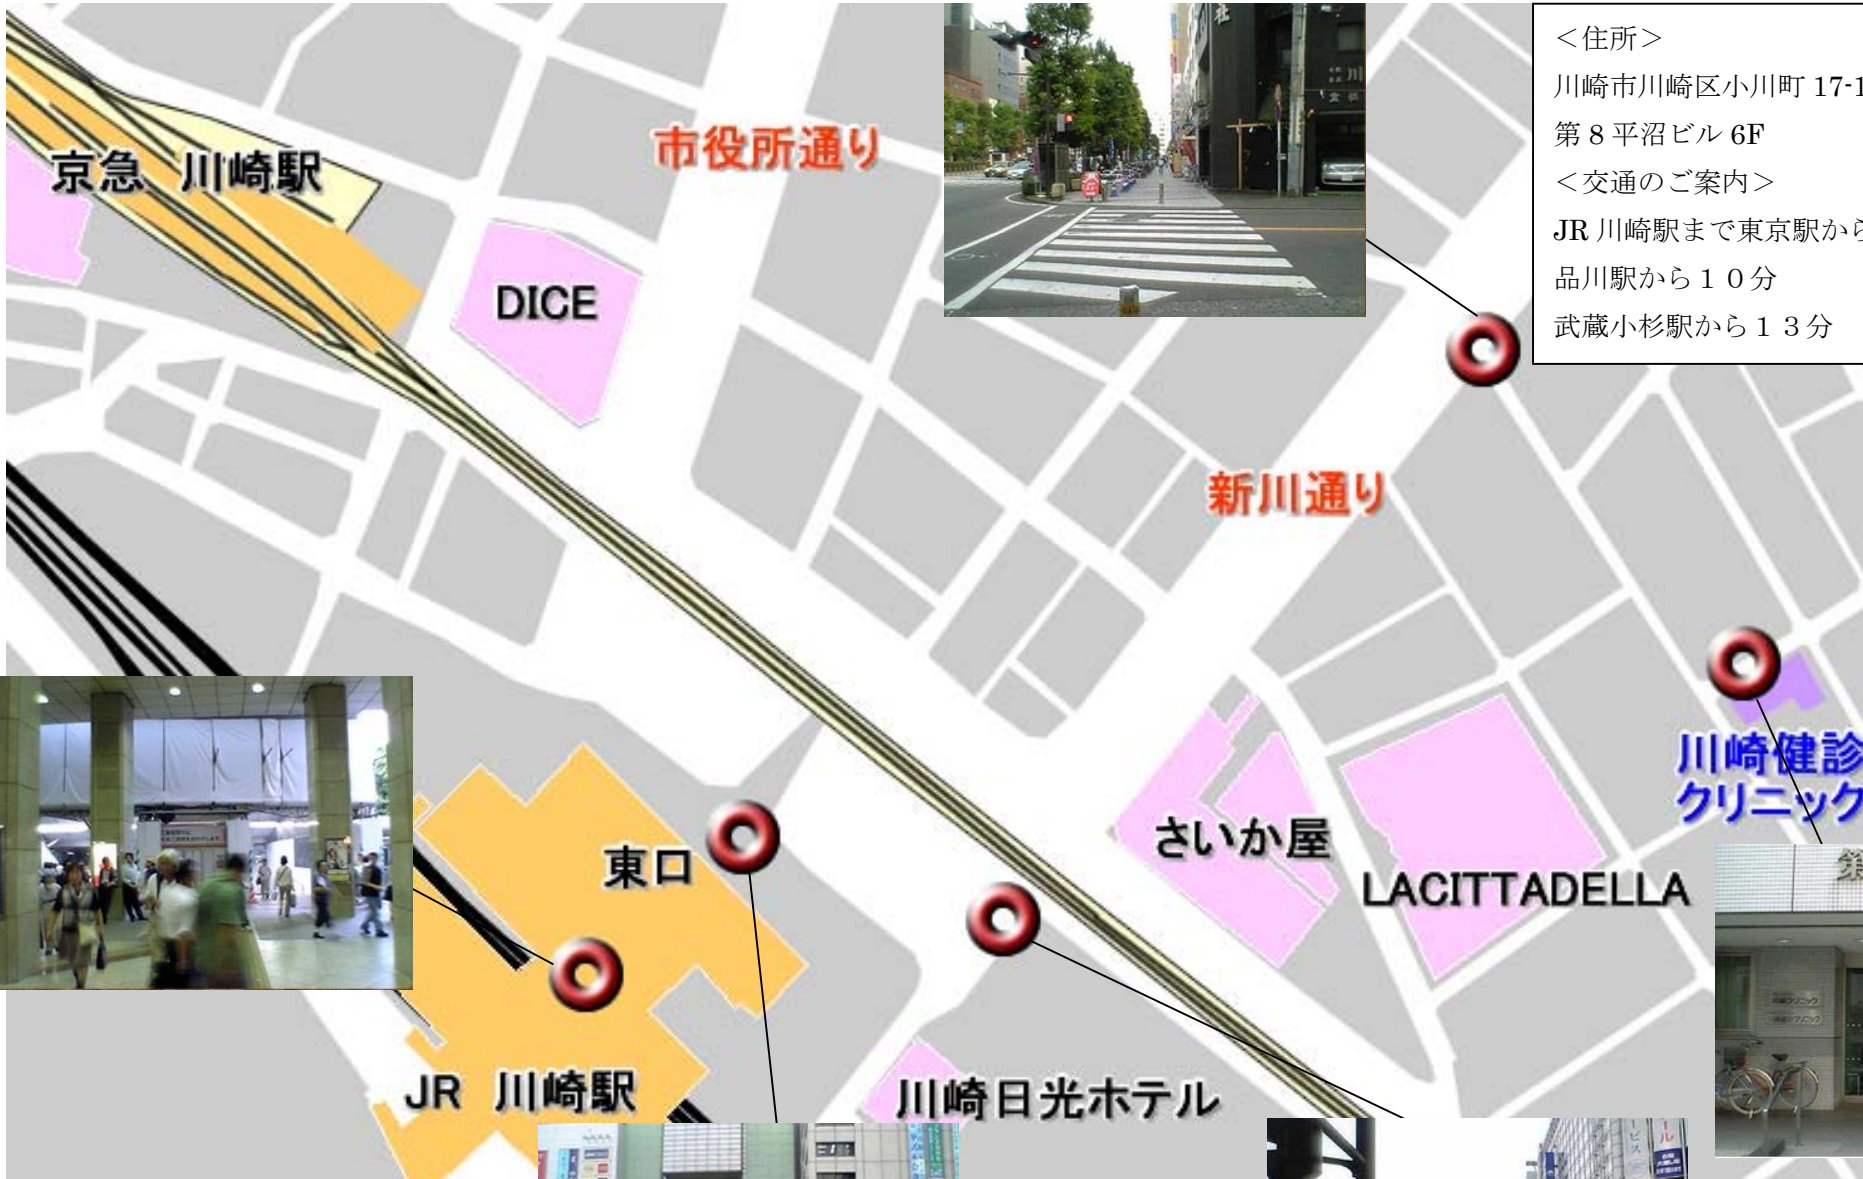 <住所>
川崎市川崎区小川町 17-1
第 8 平沼ビル 6F
<交通のご案内>
JR 川崎駅まで東京駅から
品川駅から１０分
武蔵小杉駅から１３分
京急 川崎駅
市役所通り
DICE
新川通り
川崎健診
クリニック
東口
さいか屋
LACITTADELLA
JR 川崎駅
川崎日光ホテル
社
川
第